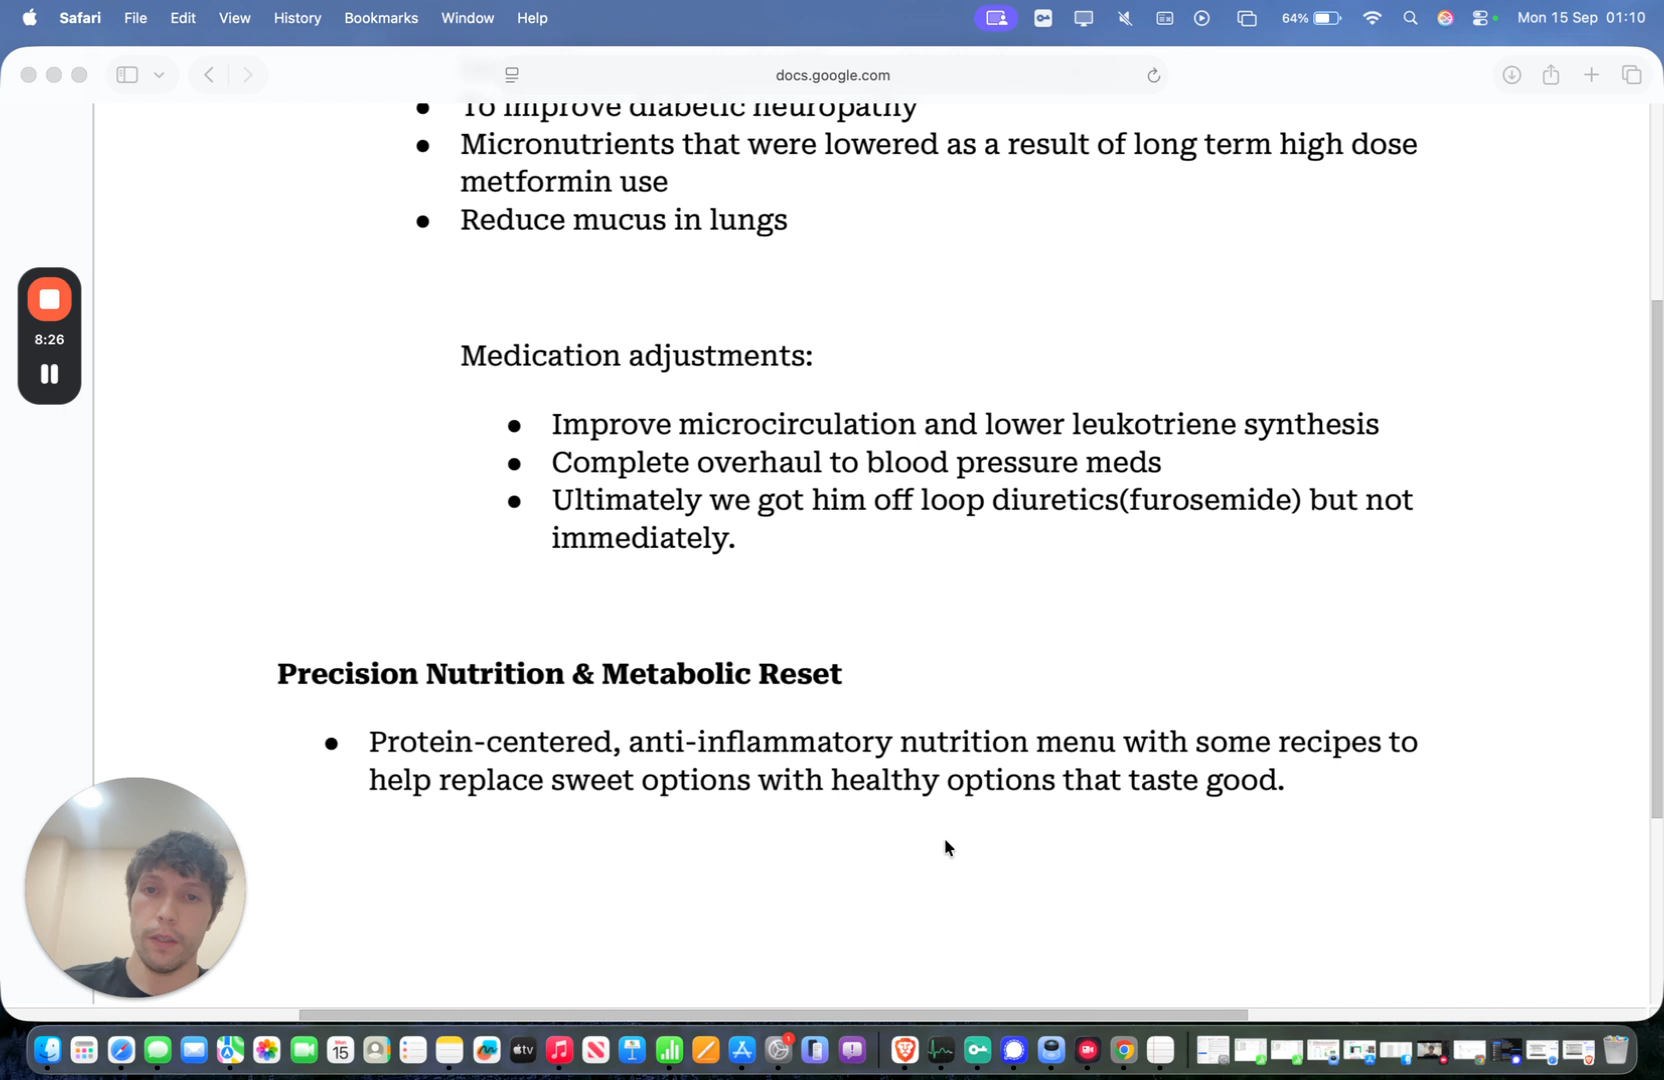 Safari File Edit View History Bookmarks Window Help 64% Mon 15 Sep 01:10
docs.google.com
To improve diabetic neuropathy
Micronutrients that were lowered as a result of long term high dose
metformin use
Reduce mucus in lungs
8:26
Medication adjustments:
Improve microcirculation and lower leukotriene synthesis
Complete overhaul to blood pressure meds
Ultimately we got him off loop diuretics(furosemide) but not
immediately.
Precision Nutrition & Metabolic Reset
Protein-centered, anti-inflammatory nutrition menu with some recipes to
help replace sweet options with healthy options that taste good.